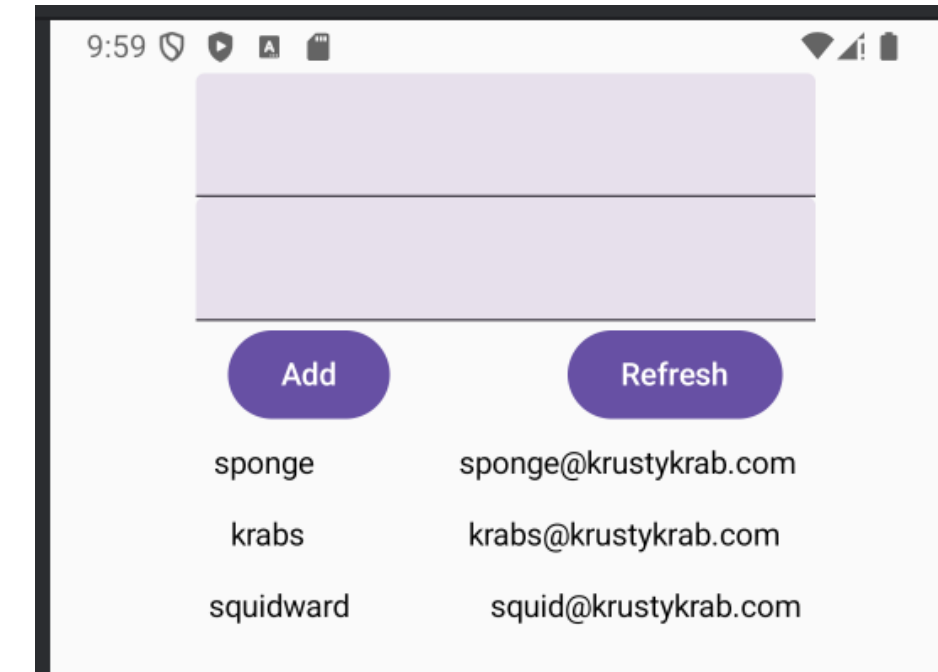 9:59
Add Refresh
sponge sponge@krustykrab.com
krabs krabs@krustykrab.com
squidward squid@krustykrab.com